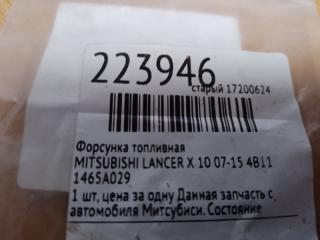 223946
старый 17200624
Форсунка топливная
MITSUBISHI LANCER X 10 07-15 4B11
1465A029
1 шт, цена за одну Данная запчасть с
автомобиля Митсубиси. Состояние